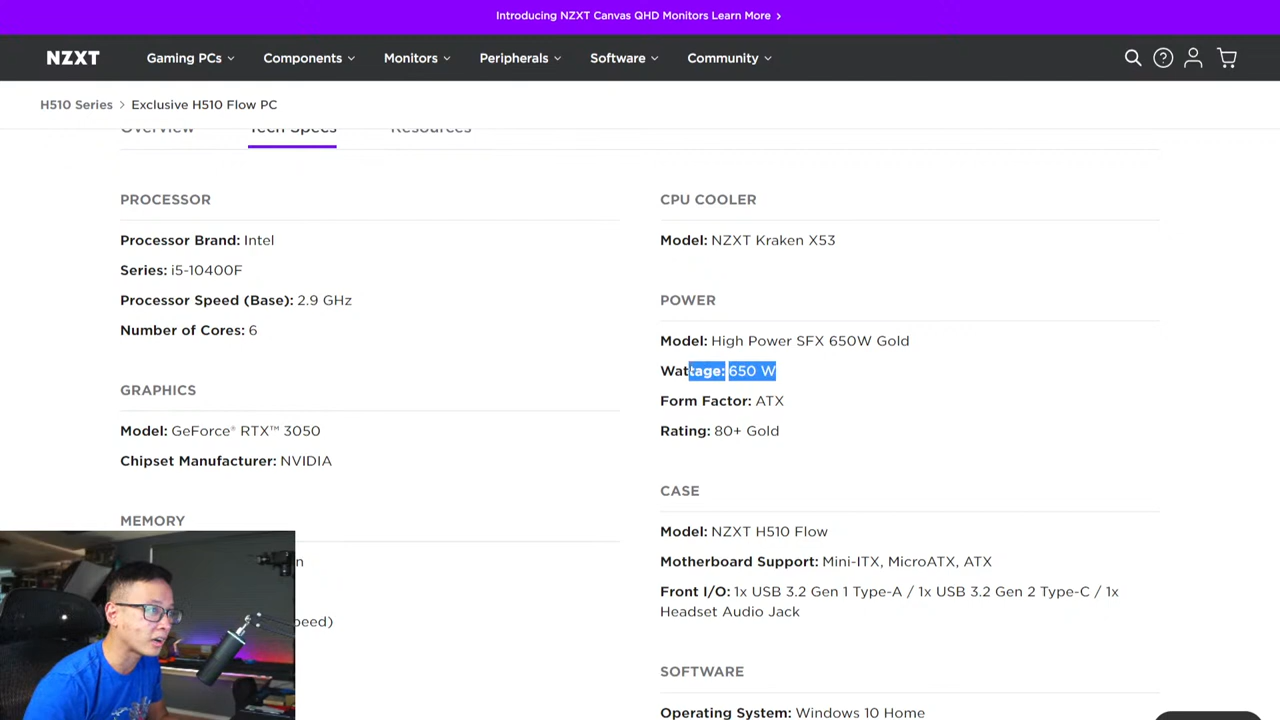 Introducing NZXT Canvas QHD Monitors Learn More >
NZXT Gaming PCs Components Monitors Peripherals Software Community
H510 Series > Exclusive H510 Flow PC
Overview Tech Specs Resources
PROCESSOR
Processor Brand: Intel
Series: i5-10400F
Processor Speed (Base): 2.9 GHz
Number of Cores: 6
GRAPHICS
Model: GeForce® RTX™ 3050
Chipset Manufacturer: NVIDIA
MEMORY
peed)
CPU COOLER
Model: NZXT Kraken X53
POWER
Model: High Power SFX 650W Gold
Wattage: 650 W
Form Factor: ATX
Rating: 80+ Gold
CASE
Model: NZXT H510 Flow
Motherboard Support: Mini-ITX, MicroATX, ATX
Front I/O: 1x USB 3.2 Gen 1 Type-A / 1x USB 3.2 Gen 2 Type-C / 1x
Headset Audio Jack
SOFTWARE
Operating System: Windows 10 Home